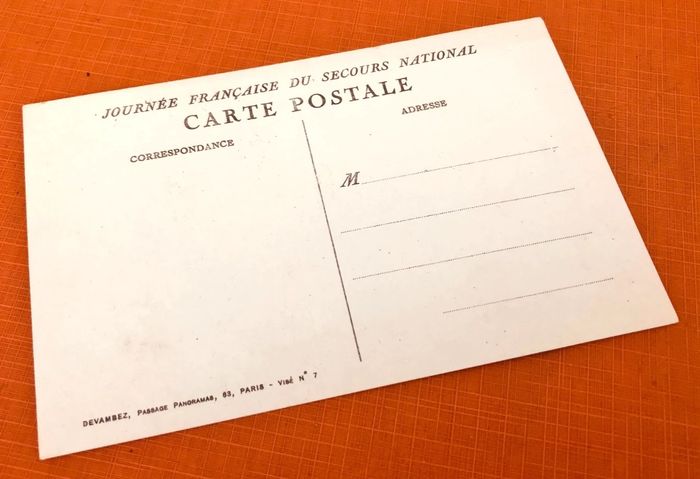 JOURNÉE FRANÇAISE DU SECOURS NATIONAL
CARTE POSTALE
CORRESPONDANCE
ADRESSE
M
DEVAMBEZ, PASSAGE PANORAMAS, 63, PARIS - VISÉ N° 7